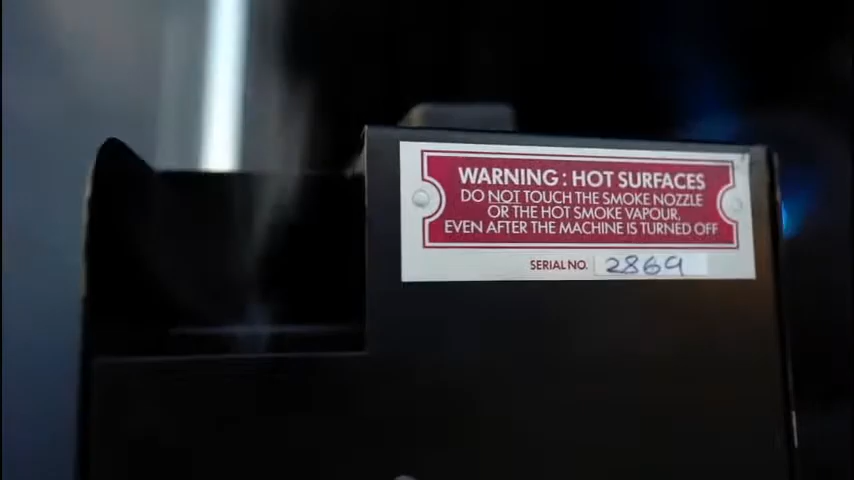 WARNING: HOT SURFACES
DO NOT TOUCH THE SMOKE NOZZLE
OR THE HOT SMOKE VAPOUR,
EVEN AFTER THE MACHINE IS TURNED OFF
SERIAL NO. 2869